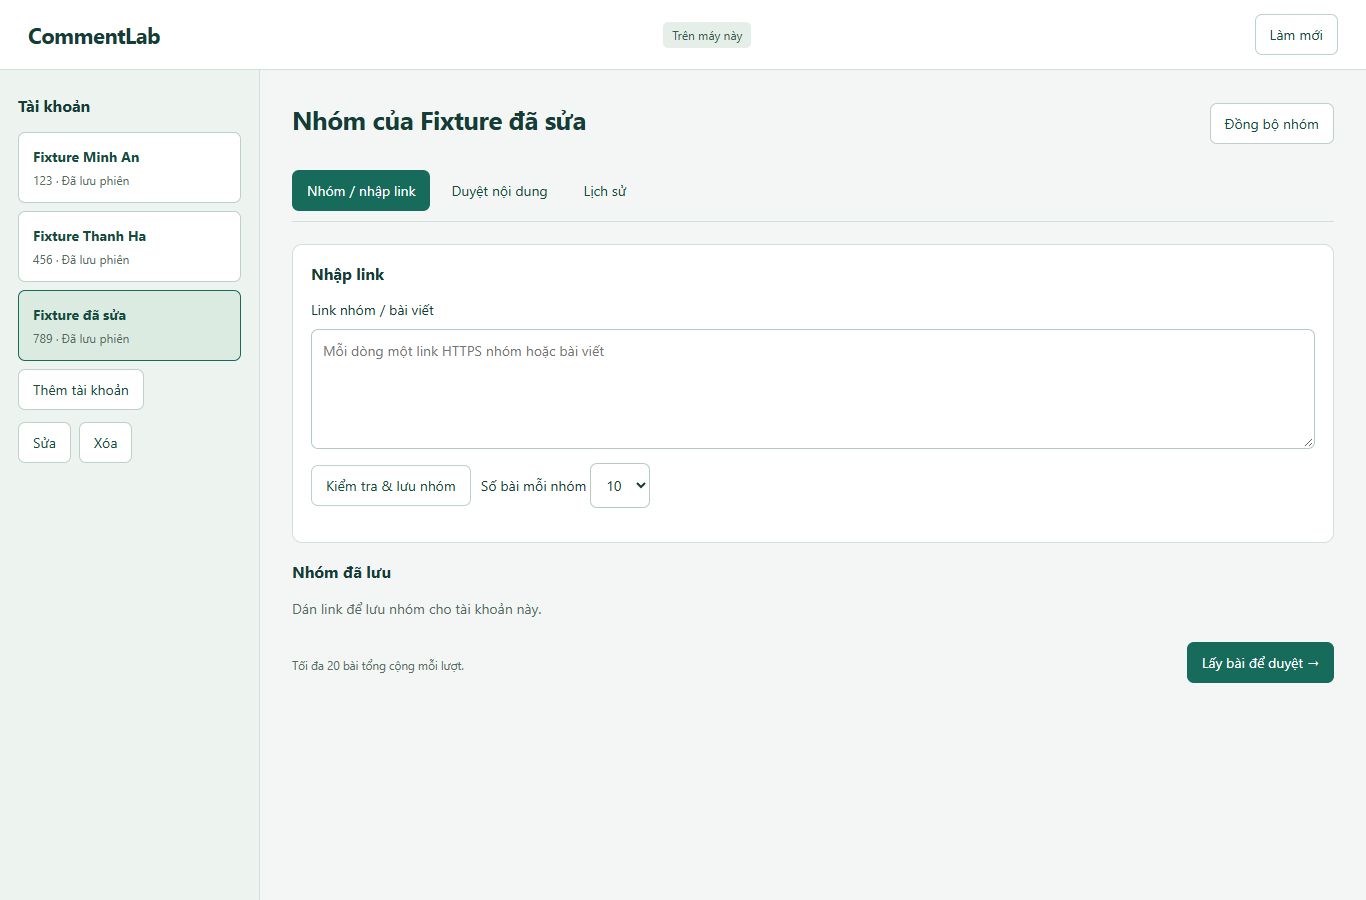 CommentLab
Trên máy này
Làm mới
Tài khoản
Fixture Minh An
123 · Đã lưu phiên
Fixture Thanh Ha
456 · Đã lưu phiên
Fixture đã sửa
789 · Đã lưu phiên
Thêm tài khoản
Sửa
Xóa
Nhóm của Fixture đã sửa
Đồng bộ nhóm
Nhóm / nhập link
Duyệt nội dung
Lịch sử
Nhập link
Link nhóm / bài viết
Mỗi dòng một link HTTPS nhóm hoặc bài viết
Kiểm tra & lưu nhóm
Số bài mỗi nhóm
10
Nhóm đã lưu
Dán link để lưu nhóm cho tài khoản này.
Tối đa 20 bài tổng cộng mỗi lượt.
Lấy bài để duyệt →